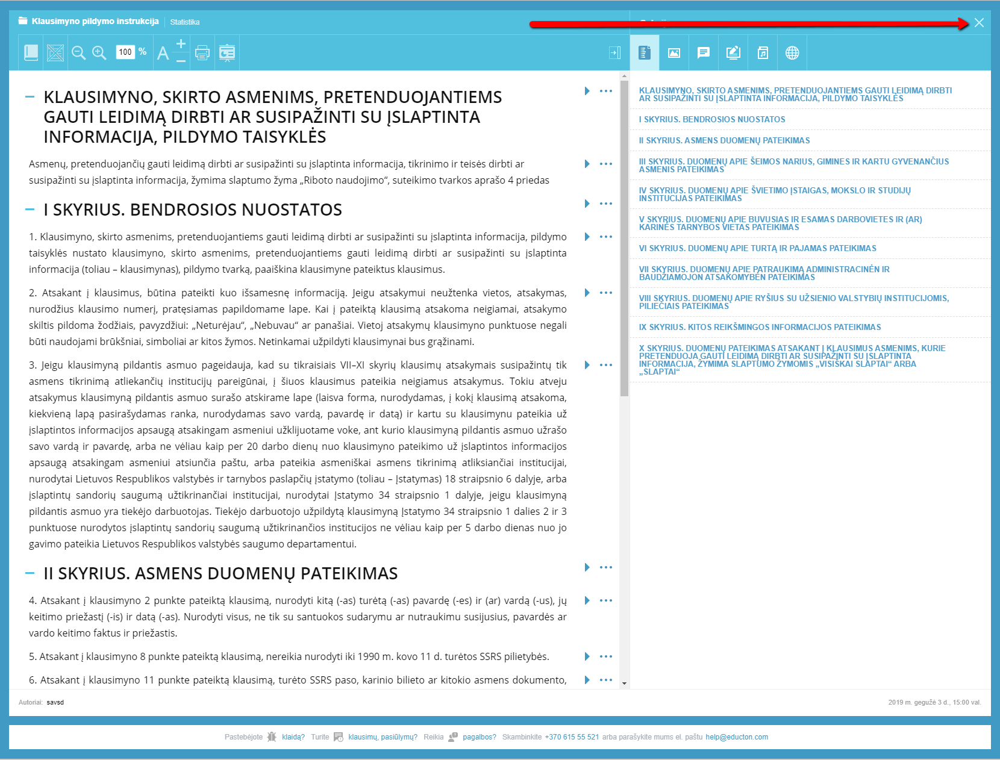 Klausimyno pildymo instrukcija
Statistika
100 %
A
KLAUSIMYNO, SKIRTO ASMENIMS, PRETENDUOJANTIEMS
GAUTI LEIDIMĄ DIRBTI AR SUSIPAŽINTI SU ĮSLAPTINTA
INFORMACIJA, PILDYMO TAISYKLĖS
Asmenų, pretenduojančių gauti leidimą dirbti ar susipažinti su įslaptinta informacija, tikrinimo ir teisės dirbti ar
susipažinti su įslaptinta informacija, žymima slaptumo žyma „Riboto naudojimo“, suteikimo tvarkos aprašo 4 priedas
I SKYRIUS. BENDROSIOS NUOSTATOS
1. Klausimyno, skirto asmenims, pretenduojantiems gauti leidimą dirbti ar susipažinti su įslaptinta informacija, pildymo
taisyklės nustato klausimyno, skirto asmenims, pretenduojantiems gauti leidimą dirbti ar susipažinti su įslaptinta
informacija (toliau – klausimynas), pildymo tvarką, paaiškina klausimyne pateiktus klausimus.
2. Atsakant į klausimus, būtina pateikti kuo išsamesnę informaciją. Jeigu atsakymui neužtenka vietos, atsakymas,
nurodžius klausimo numerį, pratęsiamas papildomame lape. Kai į pateiktą klausimą atsakoma neigiamai, atsakymo
skiltis pildoma žodžiais, pavyzdžiui: „Neturėjau“, „Nebuvau“ ar panašiai. Vietoj atsakymų klausimyno punktuose negali
būti naudojami brūkšniai, simboliai ar kitos žymos. Netinkamai užpildyti klausimynai bus grąžinami.
3. Jeigu klausimyną pildantis asmuo pageidauja, kad su tikraisiais VII–XI skyrių klausimų atsakymais susipažintų tik
asmens tikrinimą atliekančių institucijų pareigūnai, į šiuos klausimus pateikia neigiamus atsakymus. Tokiu atveju
atsakymus klausimyną pildantis asmuo surašo atskirame lape (laisva forma, nurodydamas, į kokį klausimą atsakoma,
kiekvieną lapą pasirašydamas ranka, nurodydamas savo vardą, pavardę ir datą) ir kartu su klausimynu pateikia už
įslaptintos informacijos apsaugą atsakingam asmeniui užklijuotame voke, ant kurio klausimyną pildantis asmuo užrašo
savo vardą ir pavardę, arba ne vėliau kaip per 20 darbo dienų nuo klausimyno pateikimo už įslaptintos informacijos
apsaugą atsakingam asmeniui atsiunčia paštu, arba pateikia asmeniškai asmens tikrinimą atliksiančiai institucijai,
nurodytai Lietuvos Respublikos valstybės ir tarnybos paslapčių įstatymo (toliau – Įstatymas) 18 straipsnio 6 dalyje, arba
įslaptintų sandorių saugumą užtikrinančiai institucijai, nurodytai Įstatymo 34 straipsnio 1 dalyje, jeigu klausimyną
pildantis asmuo yra tiekėjo darbuotojas. Tiekėjo darbuotojo užpildytą klausimyną Įstatymo 34 straipsnio 1 dalies 2 ir 3
punktuose nurodytos įslaptintų sandorių saugumą užtikrinančios institucijos ne vėliau kaip per 5 darbo dienas nuo jo
gavimo pateikia Lietuvos Respublikos valstybės saugumo departamentui.
II SKYRIUS. ASMENS DUOMENŲ PATEIKIMAS
4. Atsakant į klausimyno 2 punkte pateiktą klausimą, nurodyti kitą (-as) turėtą (-as) pavardę (-es) ir (ar) vardą (-us), jų
keitimo priežastį (-is) ir datą (-as). Nurodyti visus, ne tik su santuokos sudarymu ar nutraukimu susijusius, pavardės ar
vardo keitimo faktus ir priežastis.
5. Atsakant į klausimyno 8 punkte pateiktą klausimą, nereikia nurodyti iki 1990 m. kovo 11 d. turėtos SSRS pilietybės.
6. Atsakant į klausimyno 11 punkte pateiktą klausimą, turėto SSRS paso, karinio bilieto ar kitokio asmens dokumento,
KLAUSIMYNO, SKIRTO ASMENIMS, PRETENDUOJANTIEMS GAUTI LEIDIMĄ DIRBTI
AR SUSIPAŽINTI SU ĮSLAPTINTA INFORMACIJA, PILDYMO TAISYKLĖS
I SKYRIUS. BENDROSIOS NUOSTATOS
II SKYRIUS. ASMENS DUOMENŲ PATEIKIMAS
III SKYRIUS. DUOMENŲ APIE ŠEIMOS NARIUS, GIMINES IR KARTU GYVENANČIUS
ASMENIS PATEIKIMAS
IV SKYRIUS. DUOMENŲ APIE ŠVIETIMO ĮSTAIGAS, MOKSLO IR STUDIJŲ
INSTITUCIJAS PATEIKIMAS
V SKYRIUS. DUOMENŲ APIE BUVUSIAS IR ESAMAS DARBOVIETES IR (AR)
KARINĖS TARNYBOS VIETAS PATEIKIMAS
VI SKYRIUS. DUOMENŲ APIE TURTĄ IR PAJAMAS PATEIKIMAS
VII SKYRIUS. DUOMENŲ APIE PATRAUKIMĄ ADMINISTRACINĖN IR
BAUDŽIAMOJON ATSAKOMYBĖN PATEIKIMAS
VIII SKYRIUS. DUOMENŲ APIE RYŠIUS SU UŽSIENIO VALSTYBIŲ INSTITUCIJOMIS,
PILIEČIAIS PATEIKIMAS
IX SKYRIUS. KITOS REIKŠMINGOS INFORMACIJOS PATEIKIMAS
X SKYRIUS. DUOMENŲ PATEIKIMAS ATSAKANT Į KLAUSIMUS ASMENIMS, KURIE
PRETENDUOJA GAUTI LEIDIMĄ DIRBTI AR SUSIPAŽINTI SU ĮSLAPTINTA
INFORMACIJA, ŽYMIMA SLAPTUMO ŽYMOMIS „VISIŠKAI SLAPTAI“ ARBA
„SLAPTAI“
Autoriai: savsd
2019 m. gegužė 3 d., 15:00 val.
Pastebėjote klaidą? Turite klausimų, pasiūlymų? Reikia pagalbos? Skambinkite +370 615 55 521 arba parašykite mums el. paštu help@educton.com